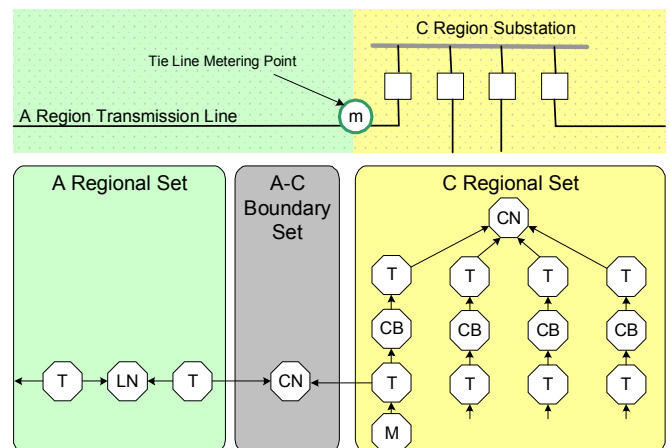 C Region Substation
Tie Line Metering Point
A Region Transmission Line
m
A Regional Set
A-C
Boundary
Set
C Regional Set
CN
T T T T
CB CB CB CB
T LN T CN T T T T
M